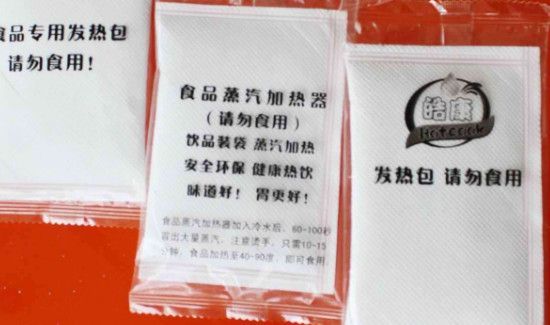 食品专用发热包
请勿食用！
食品蒸汽加热器
（请勿食用）
饮品装袋 蒸汽加热
安全环保 健康热饮
味道好！ 胃更好！
食品蒸汽加热器加入冷水后，60-100秒
冒出大量蒸汽，注意烫手，只需10-15
分钟，食品加热至40-90度，即可食用
皓康
Hotcook
发热包 请勿食用